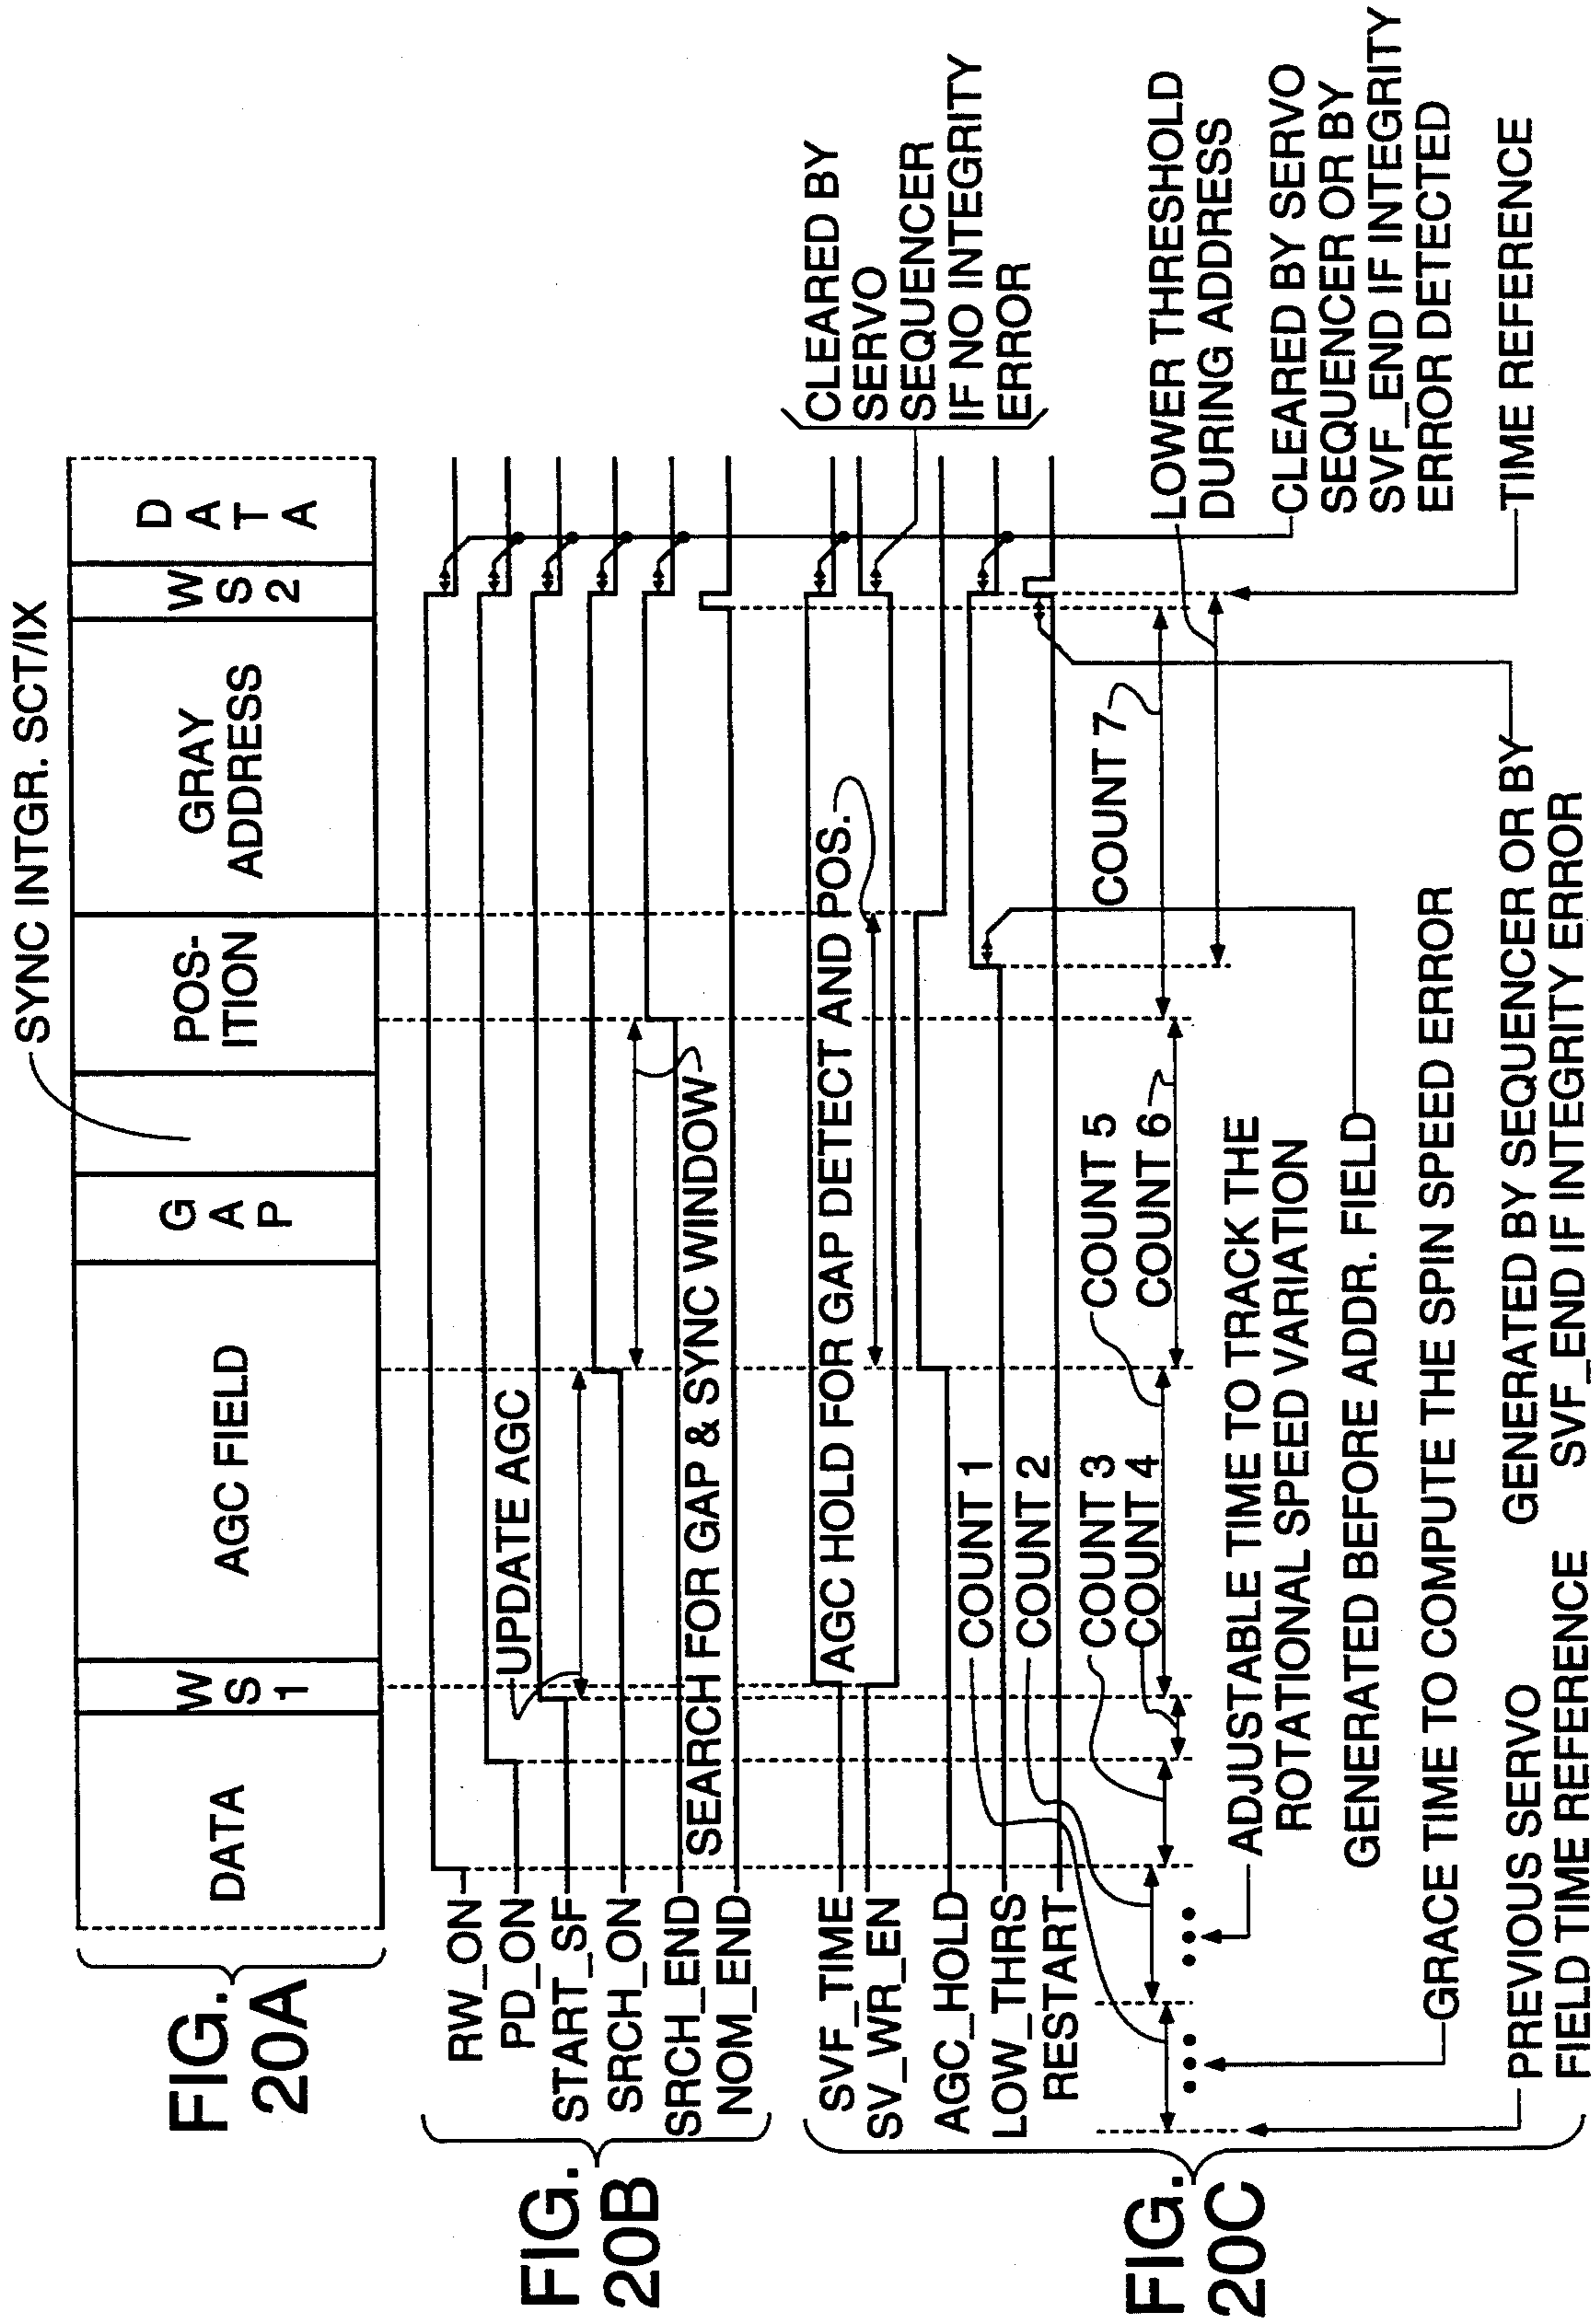 SYNC INTGR. SCT/IX
DATA
WS1
AGC FIELD
GAP
POS-
ITION
GRAY
ADDRESS
WS2
DATA
FIG.
20A
RW_ON
PD_ON
START_SF
SRCH_ON
SRCH_END
NOM_END
UPDATE AGC
SEARCH FOR GAP & SYNC WINDOW
FIG.
20B
SVF_TIME
SV_WR_EN
AGC_HOLD
LOW_THRS
RESTART
AGC HOLD FOR GAP DETECT AND POS.
CLEARED BY
SERVO
SEQUENCER
IF NO INTEGRITY
ERROR
COUNT 1
COUNT 2
COUNT 3
COUNT 4
COUNT 5
COUNT 6
COUNT 7
LOWER THRESHOLD
DURING ADDRESS
CLEARED BY SERVO
SEQUENCER OR BY
SVF_END IF INTEGRITY
ERROR DETECTED
TIME REFERENCE
ADJUSTABLE TIME TO TRACK THE
ROTATIONAL SPEED VARIATION
GENERATED BEFORE ADDR. FIELD
GRACE TIME TO COMPUTE THE SPIN SPEED ERROR
PREVIOUS SERVO
FIELD TIME REFERENCE
GENERATED BY SEQUENCER OR BY
SVF_END IF INTEGRITY ERROR
FIG.
20C